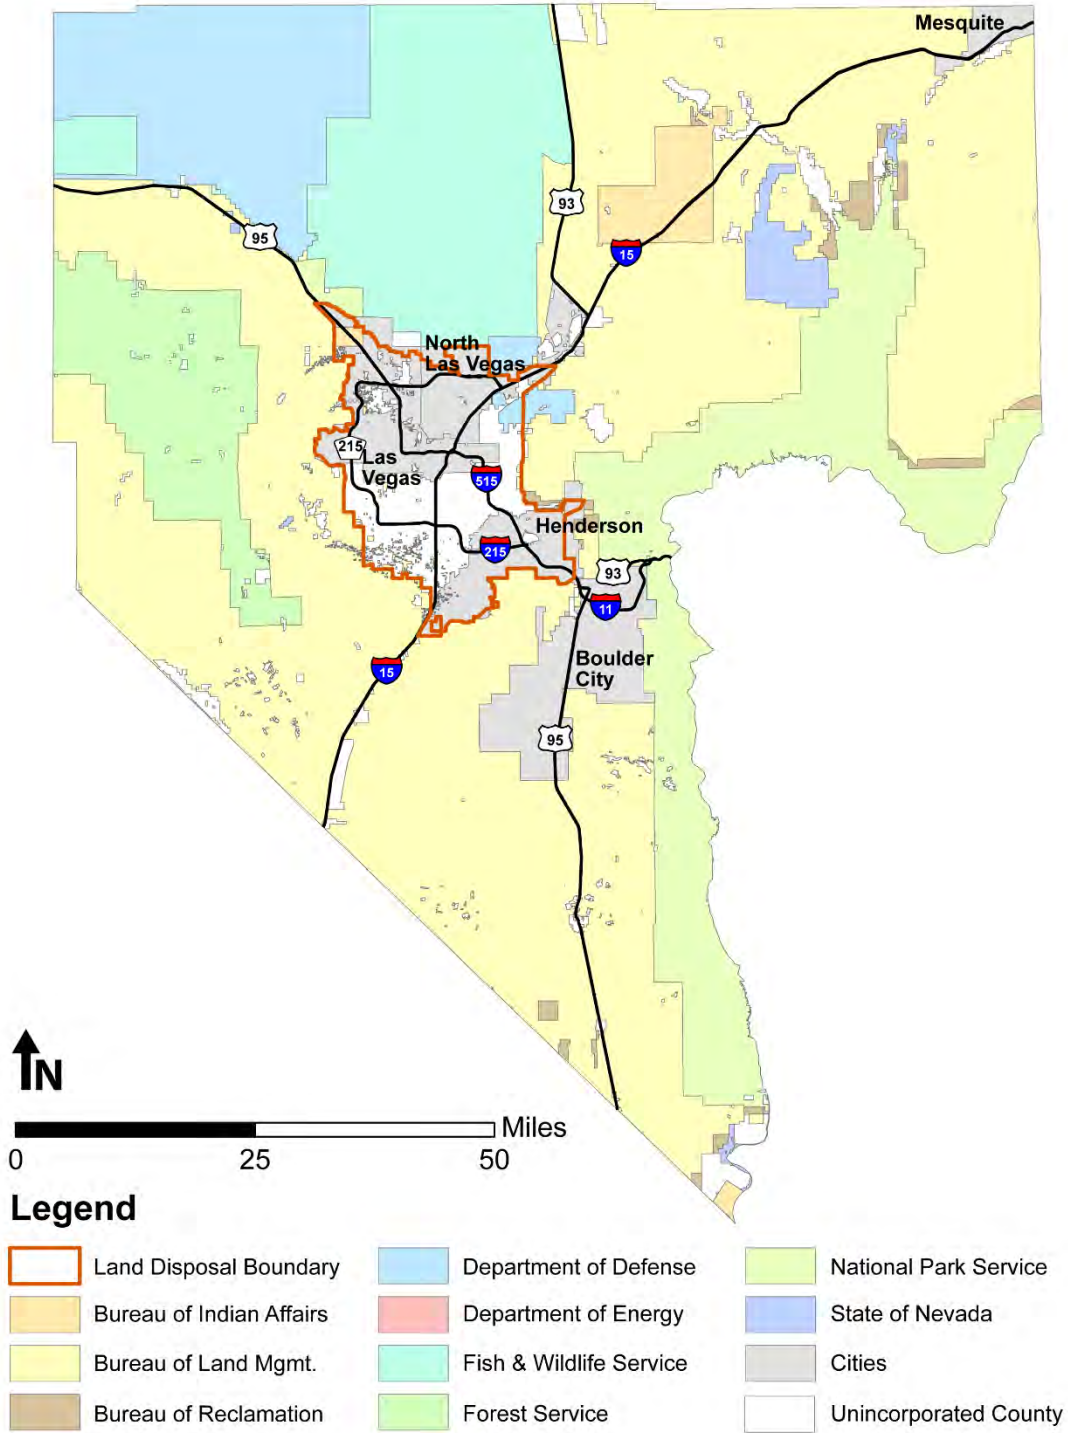 Mesquite
93
95
15
North
Las Vegas
215
Las
Vegas
515
Henderson
215
93
11
Boulder
City
15
95
N
Miles
0 25 50
Legend
Land Disposal Boundary
Bureau of Indian Affairs
Bureau of Land Mgmt.
Bureau of Reclamation
Department of Defense
Department of Energy
Fish & Wildlife Service
Forest Service
National Park Service
State of Nevada
Cities
Unincorporated County